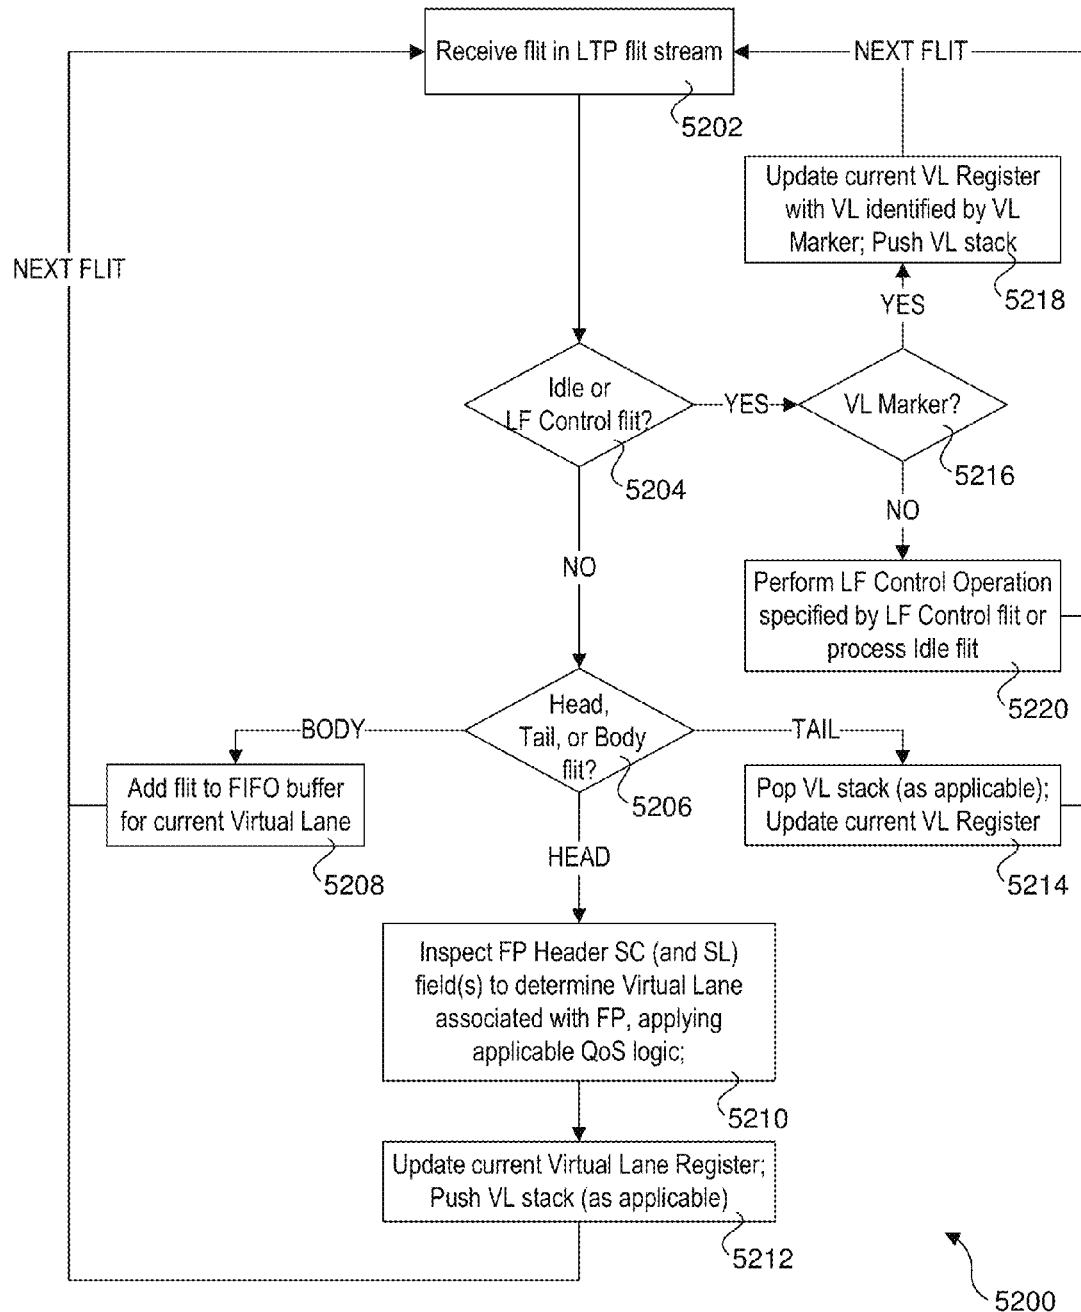 Receive flit in LTP flit stream
NEXT FLIT
5202
Update current VL Register
with VL identified by VL
Marker; Push VL stack
NEXT FLIT
5218
YES
Idle or
LF Control flit?
YES
VL Marker?
5204
5216
NO
NO
Perform LF Control Operation
specified by LF Control flit or
process Idle flit
5220
Head,
Tail, or Body
flit?
BODY
TAIL
5206
Add flit to FIFO buffer
for current Virtual Lane
Pop VL stack (as applicable);
Update current VL Register
5208
HEAD
5214
Inspect FP Header SC (and SL)
field(s) to determine Virtual Lane
associated with FP, applying
applicable QoS logic;
5210
Update current Virtual Lane Register;
Push VL stack (as applicable)
5212
5200